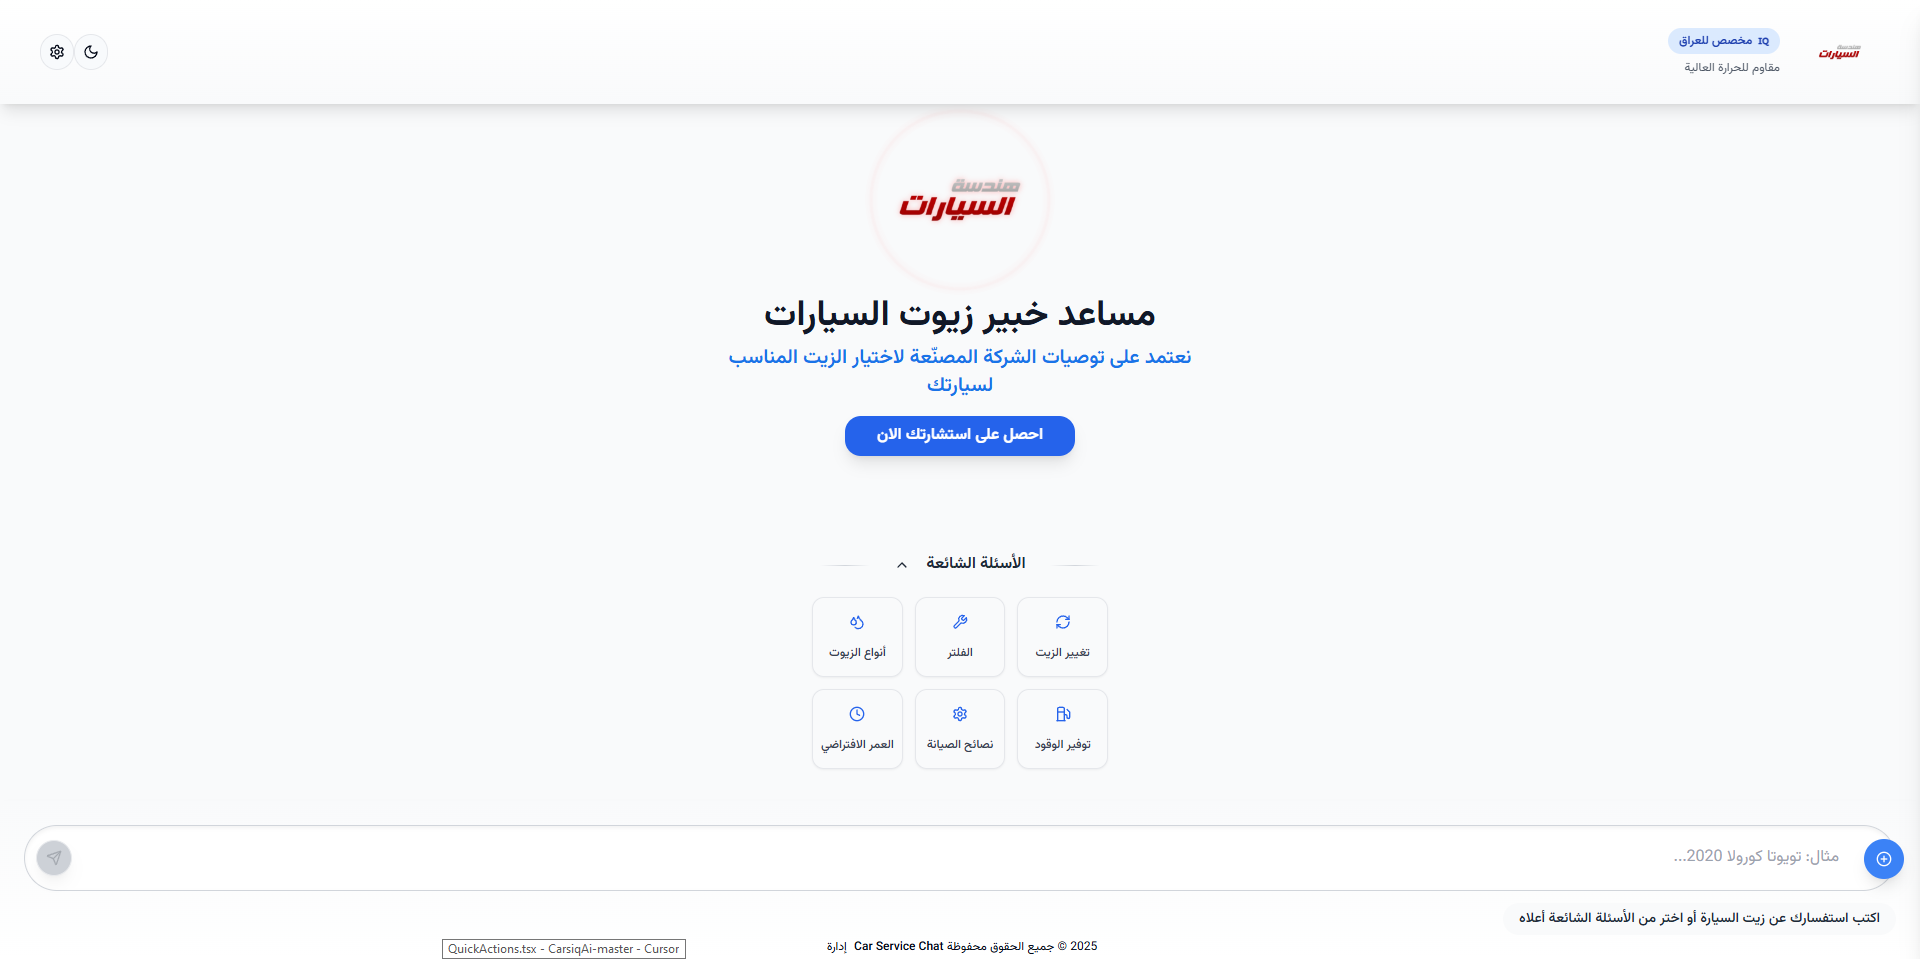 هندسة
السيارات
IQ مخصص للعراق
مقاوم للحرارة العالية
هندسة
السيارات
مساعد خبير زيوت السيارات
نعتمد على توصيات الشركة المصنّعة لاختيار الزيت المناسب
لسيارتك
احصل على استشارتك الان
الأسئلة الشائعة
تغيير الزيت
الفلتر
أنواع الزيوت
توفير الوقود
نصائح الصيانة
العمر الافتراضي
مثال: تويوتا كورولا 2020...
اكتب استفسارك عن زيت السيارة أو اختر من الأسئلة الشائعة أعلاه
2025 © جميع الحقوق محفوظة Car Service Chat إدارة
QuickActions.tsx - CarsiqAi-master - Cursor